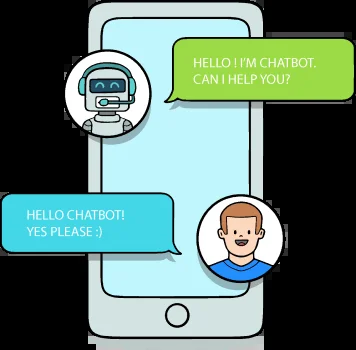 HELLO ! I'M CHATBOT.
CAN I HELP YOU?
HELLO CHATBOT!
YES PLEASE :)